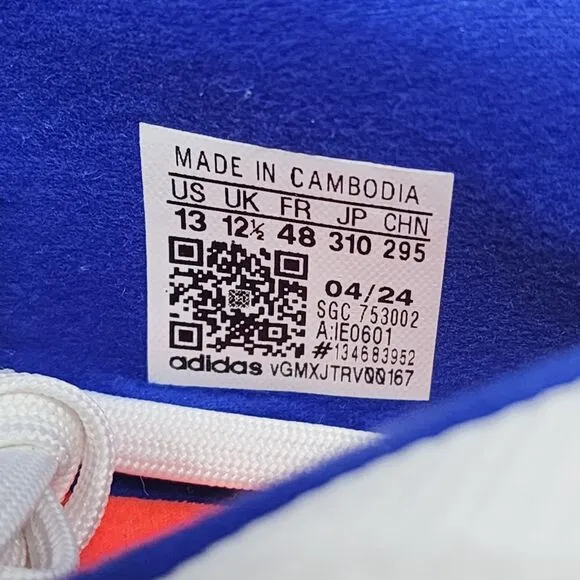 MADE IN CAMBODIA
US UK FR JP CHN
13 12½ 48 310 295
04/24
SGC 753002
A:IE0601
#134683952
adidas vGMXJTRV00167